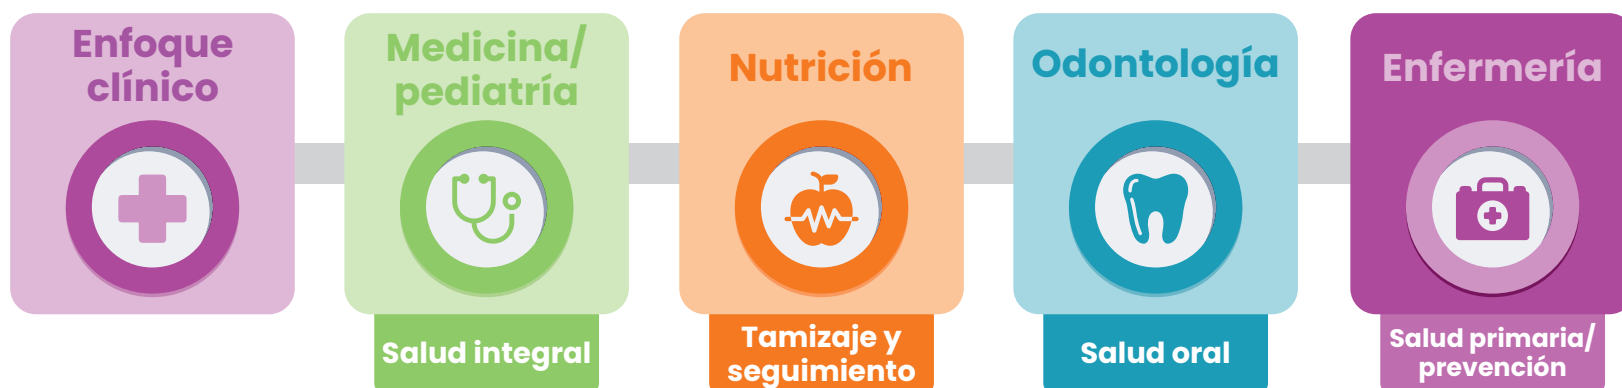 Enfoque
clínico
Medicina/
pediatría
Nutrición
Odontología
Enfermería
Salud integral
Tamizaje y
seguimiento
Salud oral
Salud primaria/
prevención